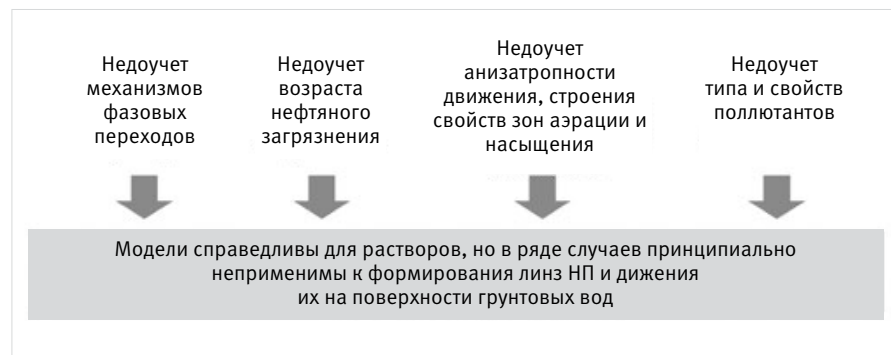 Недоучет
механизмов
фазовых
переходов
Недоучет
возраста
нефтяного
загрязнения
Недоучет
анизатропности
движения, строения
свойств зон аэрации и
насыщения
Недоучет
типа и свойств
поллютантов
Модели справедливы для растворов, но в ряде случаев принципиально
неприменимы к формирования линз НП и дижения
их на поверхности грунтовых вод